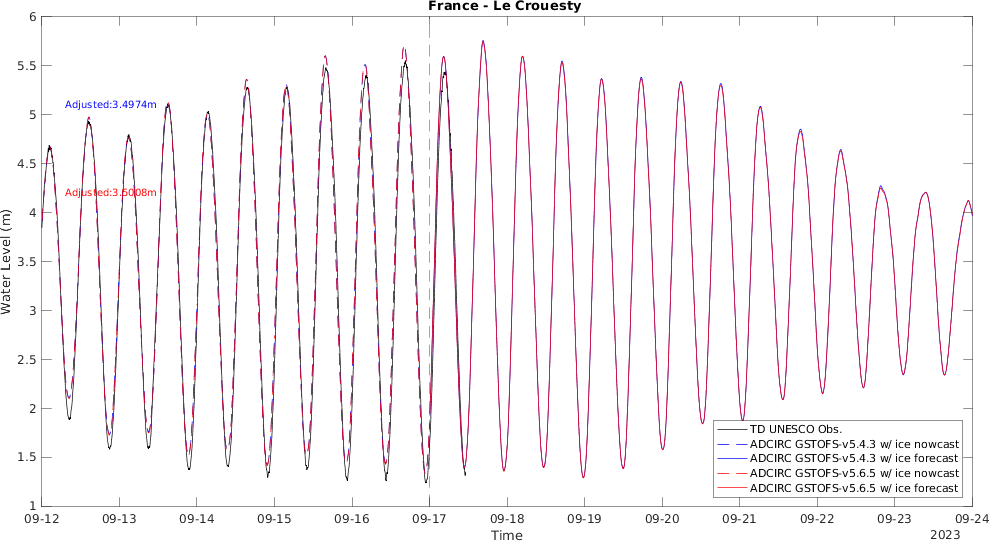 France - Le Crouesty
6
5.5
5
4.5
4
3.5
3
2.5
2
1.5
1
Water Level (m)
Adjusted:3.4974m
Adjusted:3.5008m
TD UNESCO Obs.
ADCIRC GSTOFS-v5.4.3 w/ ice nowcast
ADCIRC GSTOFS-v5.4.3 w/ ice forecast
ADCIRC GSTOFS-v5.6.5 w/ ice nowcast
ADCIRC GSTOFS-v5.6.5 w/ ice forecast
09-12 09-13 09-14 09-15 09-16 09-17 09-18 09-19 09-20 09-21 09-22 09-23 09-24
Time
2023